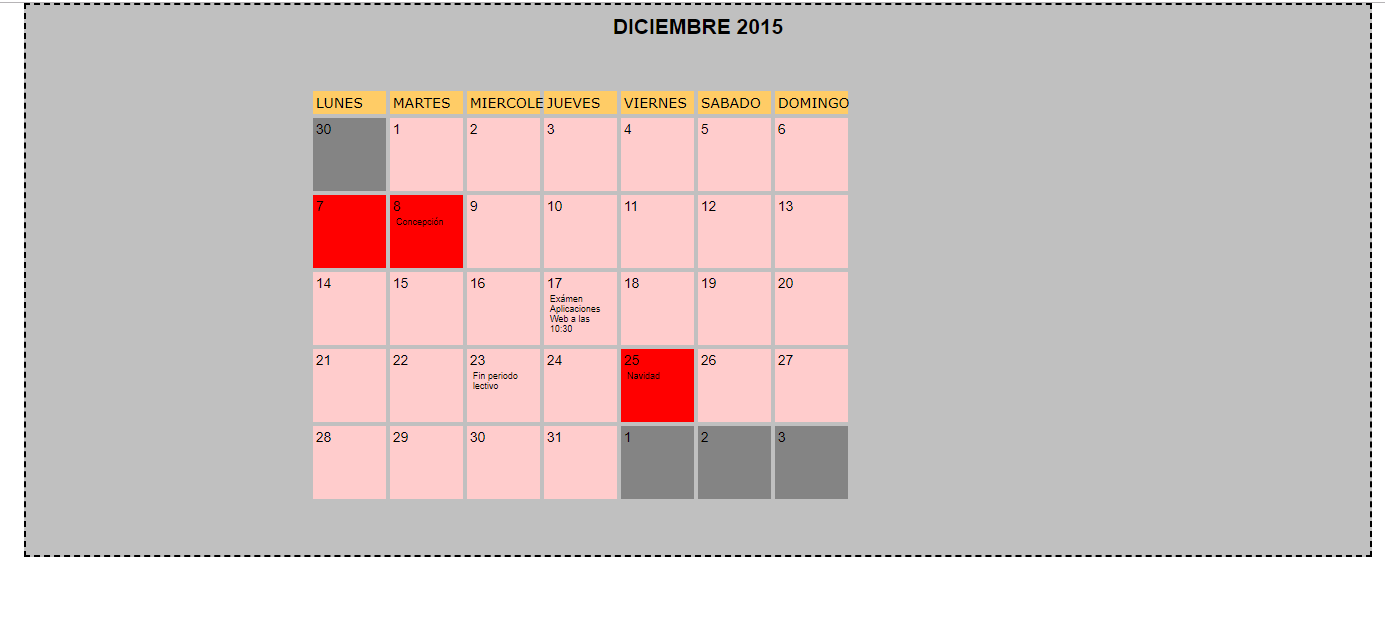 DICIEMBRE 2015
LUNES MARTES MIERCOLE JUEVES VIERNES SABADO DOMINGO
30 1 2 3 4 5 6
7 8 9 10 11 12 13
Concepción
14 15 16 17 18 19 20
Exámen
Aplicaciones
Web a las
10:30
21 22 23 24 25 26 27
Fin periodo Navidad
lectivo
28 29 30 31 1 2 3